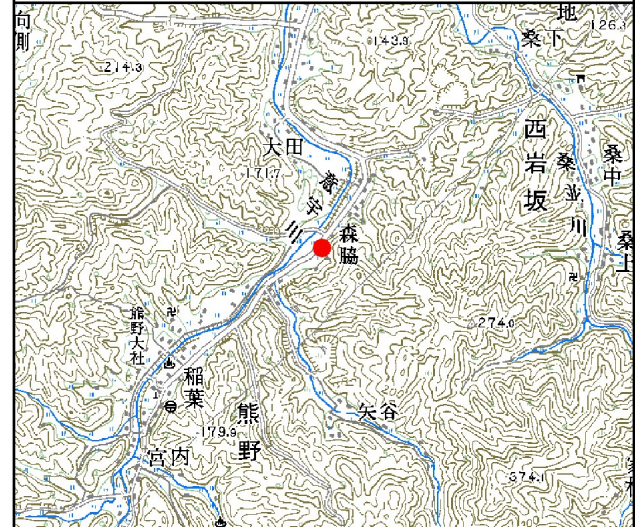 向側
地
桑下
126.3
143.9
214.3
大田
西岩坂
桑中
桑並川
171.7
意宇川
森脇
桑上
熊野大社
274.0
稲葉
熊野
矢谷
179.9
宮内
374.1